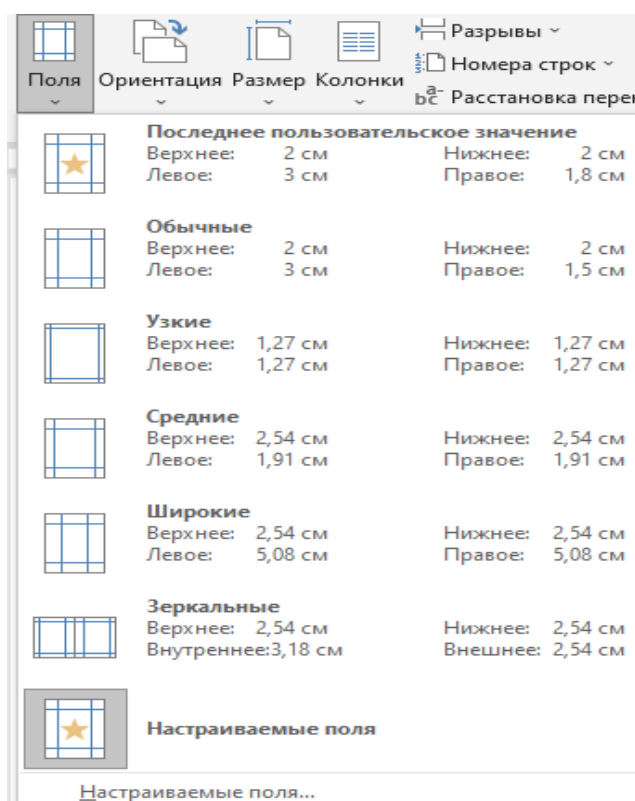 Поля Ориентация Размер Колонки
Разрывы
Номера строк
Расстановка перен
Последнее пользовательское значение
Верхнее: 2 см Нижнее: 2 см
Левое: 3 см Правое: 1,8 см
Обычные
Верхнее: 2 см Нижнее: 2 см
Левое: 3 см Правое: 1,5 см
Узкие
Верхнее: 1,27 см Нижнее: 1,27 см
Левое: 1,27 см Правое: 1,27 см
Средние
Верхнее: 2,54 см Нижнее: 2,54 см
Левое: 1,91 см Правое: 1,91 см
Широкие
Верхнее: 2,54 см Нижнее: 2,54 см
Левое: 5,08 см Правое: 5,08 см
Зеркальные
Верхнее: 2,54 см Нижнее: 2,54 см
Внутреннее:3,18 см Внешнее: 2,54 см
Настраиваемые поля
Настраиваемые поля...